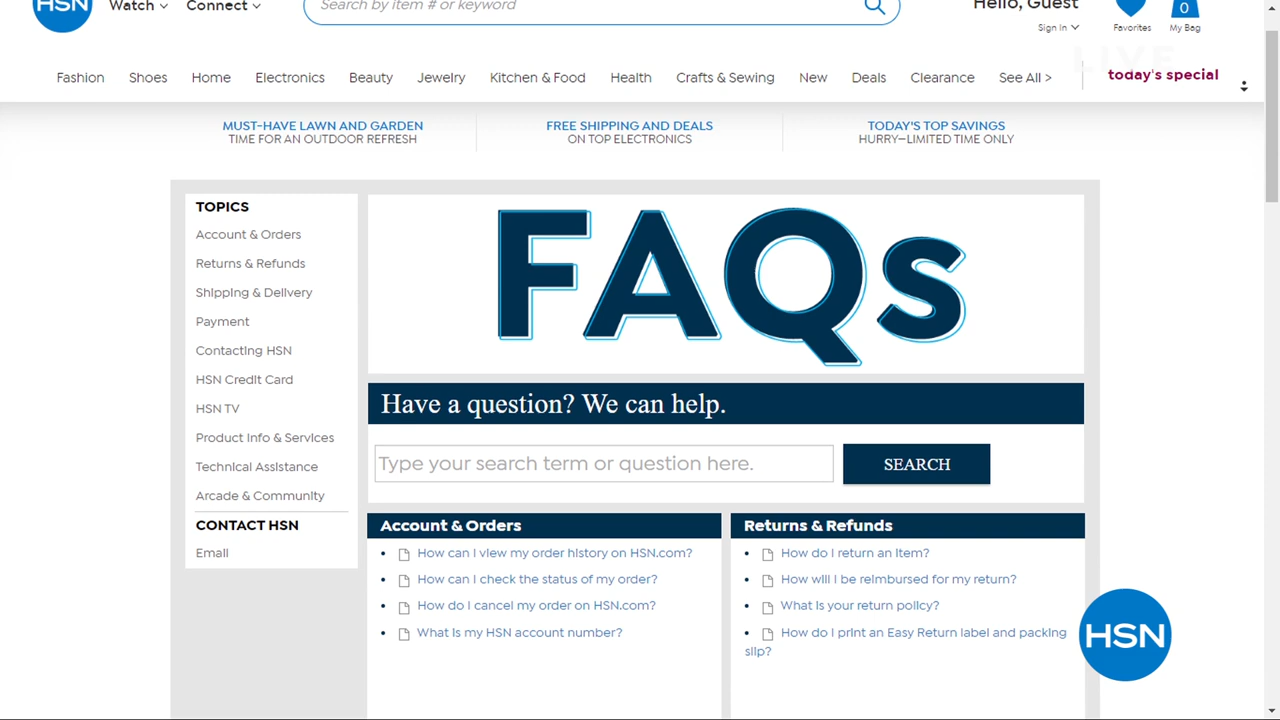 HSN
Watch
Connect
Search by item # or keyword
Hello, Guest
Sign In
Favorites
0
My Bag
Fashion
Shoes
Home
Electronics
Beauty
Jewelry
Kitchen & Food
Health
Crafts & Sewing
New
Deals
Clearance
See All >
LIVE
today's special
MUST-HAVE LAWN AND GARDEN
TIME FOR AN OUTDOOR REFRESH
FREE SHIPPING AND DEALS
ON TOP ELECTRONICS
TODAY'S TOP SAVINGS
HURRY—LIMITED TIME ONLY
TOPICS
Account & Orders
Returns & Refunds
Shipping & Delivery
Payment
Contacting HSN
HSN Credit Card
HSN TV
Product Info & Services
Technical Assistance
Arcade & Community
CONTACT HSN
Email
FAQs
Have a question? We can help.
Type your search term or question here.
SEARCH
Account & Orders
How can I view my order history on HSN.com?
How can I check the status of my order?
How do I cancel my order on HSN.com?
What is my HSN account number?
Returns & Refunds
How do I return an item?
How will I be reimbursed for my return?
What is your return policy?
How do I print an Easy Return label and packing
slip?
HSN